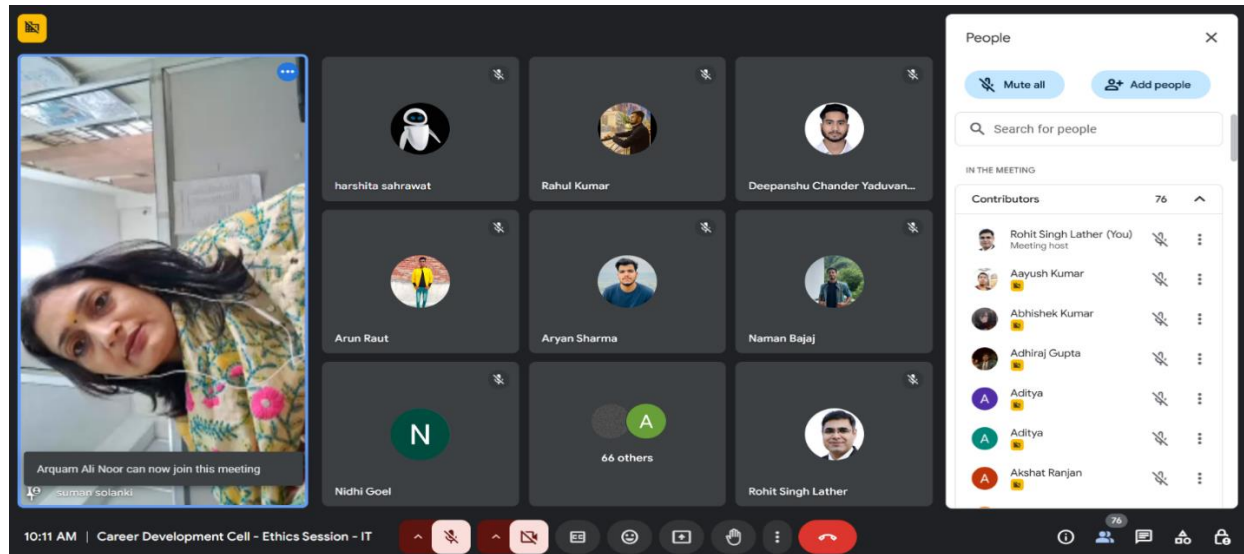 Arquam Ali Noor can now join this meeting
suman solanki
harshita sahrawat
Rahul Kumar
Deepanshu Chander Yaduvan...
Arun Raut
Aryan Sharma
Naman Bajaj
N
Nidhi Goel
A
66 others
Rohit Singh Lather
People
Mute all
Add people
Search for people
IN THE MEETING
Contributors 76
Rohit Singh Lather (You)
Meeting host
Aayush Kumar
Abhishek Kumar
Adhiraj Gupta
A Aditya
A Aditya
A Akshat Ranjan
10:11 AM | Career Development Cell - Ethics Session - IT
CC
76